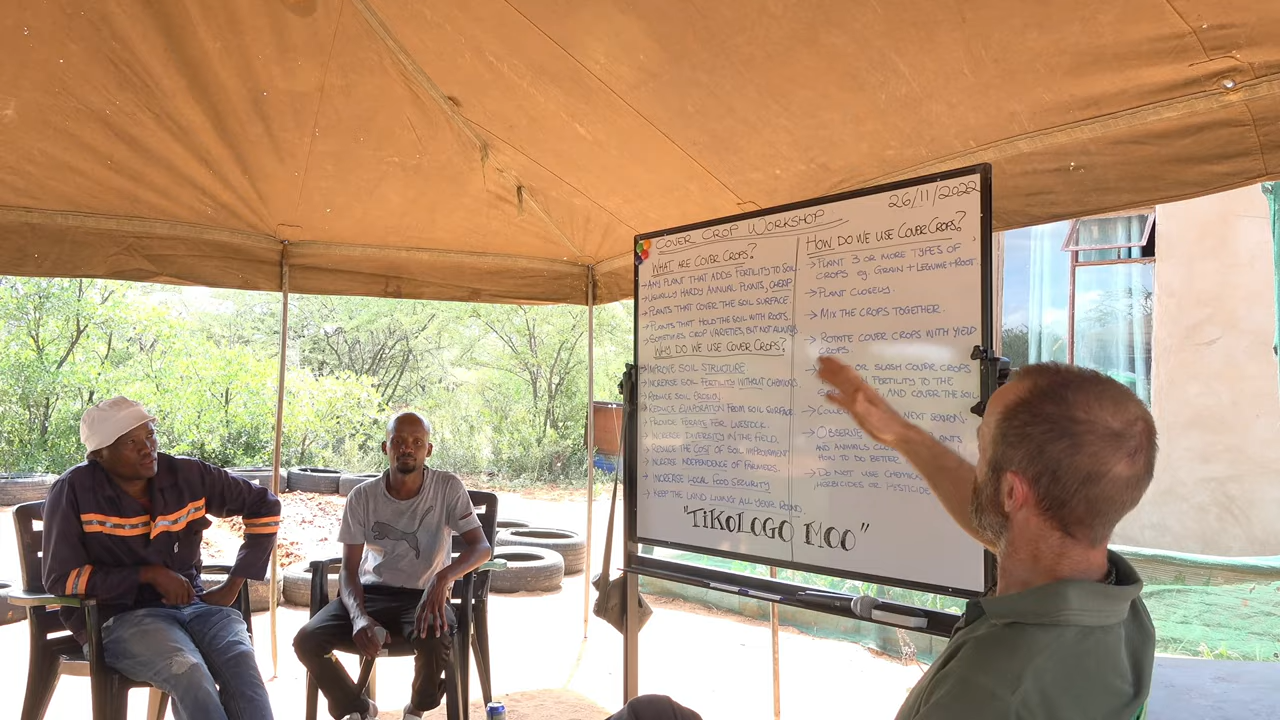 26/11/2022
COVER CROP WORKSHOP
WHAT ARE COVER CROPS?
→ ANY PLANT THAT ADDS FERTILITY TO SOIL
→ USUALLY HARDY ANNUAL PLANTS, CHEAP
→ PLANTS THAT COVER THE SOIL SURFACE.
→ PLANTS THAT HOLD THE SOIL WITH ROOTS.
→ SOMETIMES CROP VARIETIES, BUT NOT ALWAYS
WHY DO WE USE COVER CROPS?
→ IMPROVE SOIL STRUCTURE
→ INCREASE SOIL FERTILITY WITHOUT CHEMICALS
→ REDUCE SOIL EROSION
→ REDUCE EVAPORATION FROM SOIL SURFACE
→ PROVIDE FORAGE FOR LIVESTOCK.
→ INCREASE DIVERSITY IN THE FIELD.
→ REDUCE THE COST OF SOIL IMPROVEMENT
→ INCREASE INDEPENDENCE OF FARMERS.
→ INCREASE LOCAL FOOD SECURITY
→ KEEP THE LAND LIVING ALL YEAR ROUND.
HOW DO WE USE COVER CROPS?
→ PLANT 3 OR MORE TYPES OF
CROPS eg. GRAIN + LEGUME + ROOT
→ PLANT CLOSELY.
→ MIX THE CROPS TOGETHER.
→ ROTATE COVER CROPS WITH YIELD
CROPS.
OR SLASH COVER CROPS
FERTILITY TO THE
AND COVER THE SOIL
→ NEXT SEASON.
→ OBSERVE
AND ANIMALS
HOW TO DO BETTER
→ DO NOT USE
HERBICIDES OR PESTICIDE
"TIKOLOGO MOO"